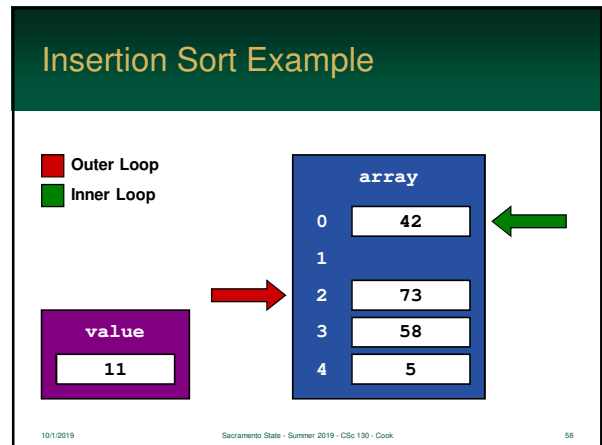 Insertion Sort Example
Outer Loop
Inner Loop
array
0 42
1
2 73
3 58
4 5
value
11
10/1/2019 Sacramento State - Summer 2019 - CSc 130 - Cook 58